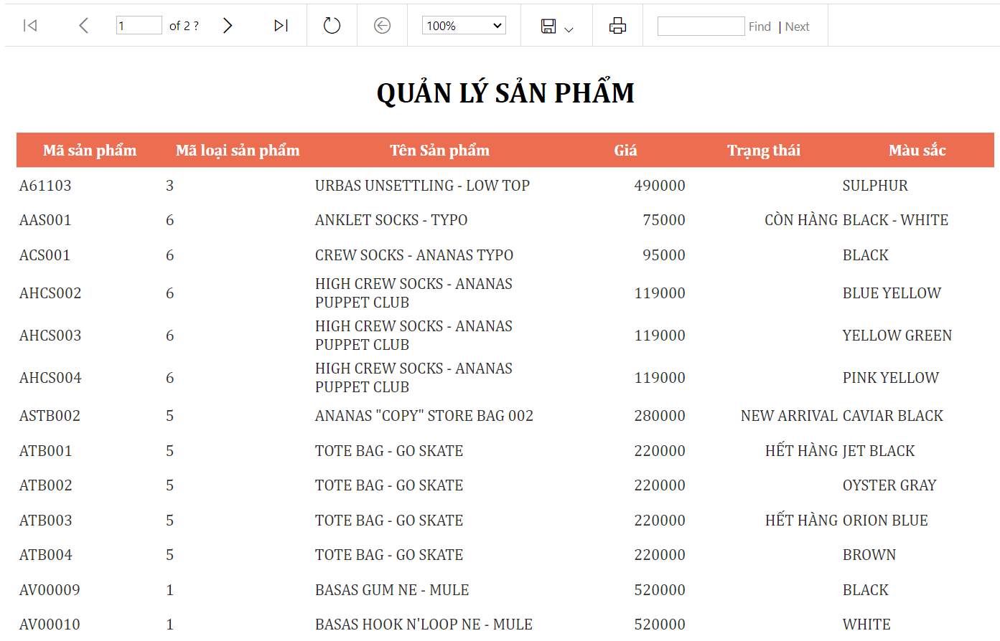 1 of 2 ? 100% Find | Next
QUẢN LÝ SẢN PHẨM
Mã sản phẩm Mã loại sản phẩm Tên Sản phẩm Giá Trạng thái Màu sắc
A61103 3 URBAS UNSETTLING - LOW TOP 490000 SULPHUR
AAS001 6 ANKLET SOCKS - TYPO 75000 CÒN HÀNG BLACK - WHITE
ACS001 6 CREW SOCKS - ANANAS TYPO 95000 BLACK
AHCS002 6 HIGH CREW SOCKS - ANANAS 119000 BLUE YELLOW
PUPPET CLUB
AHCS003 6 HIGH CREW SOCKS - ANANAS 119000 YELLOW GREEN
PUPPET CLUB
AHCS004 6 HIGH CREW SOCKS - ANANAS 119000 PINK YELLOW
PUPPET CLUB
ASTB002 5 ANANAS "COPY" STORE BAG 002 280000 NEW ARRIVAL CAVIAR BLACK
ATB001 5 TOTE BAG - GO SKATE 220000 HẾT HÀNG JET BLACK
ATB002 5 TOTE BAG - GO SKATE 220000 OYSTER GRAY
ATB003 5 TOTE BAG - GO SKATE 220000 HẾT HÀNG ORION BLUE
ATB004 5 TOTE BAG - GO SKATE 220000 BROWN
AV00009 1 BASAS GUM NE - MULE 520000 BLACK
AV00010 1 BASAS HOOK N'LOOP NE - MULE 520000 WHITE